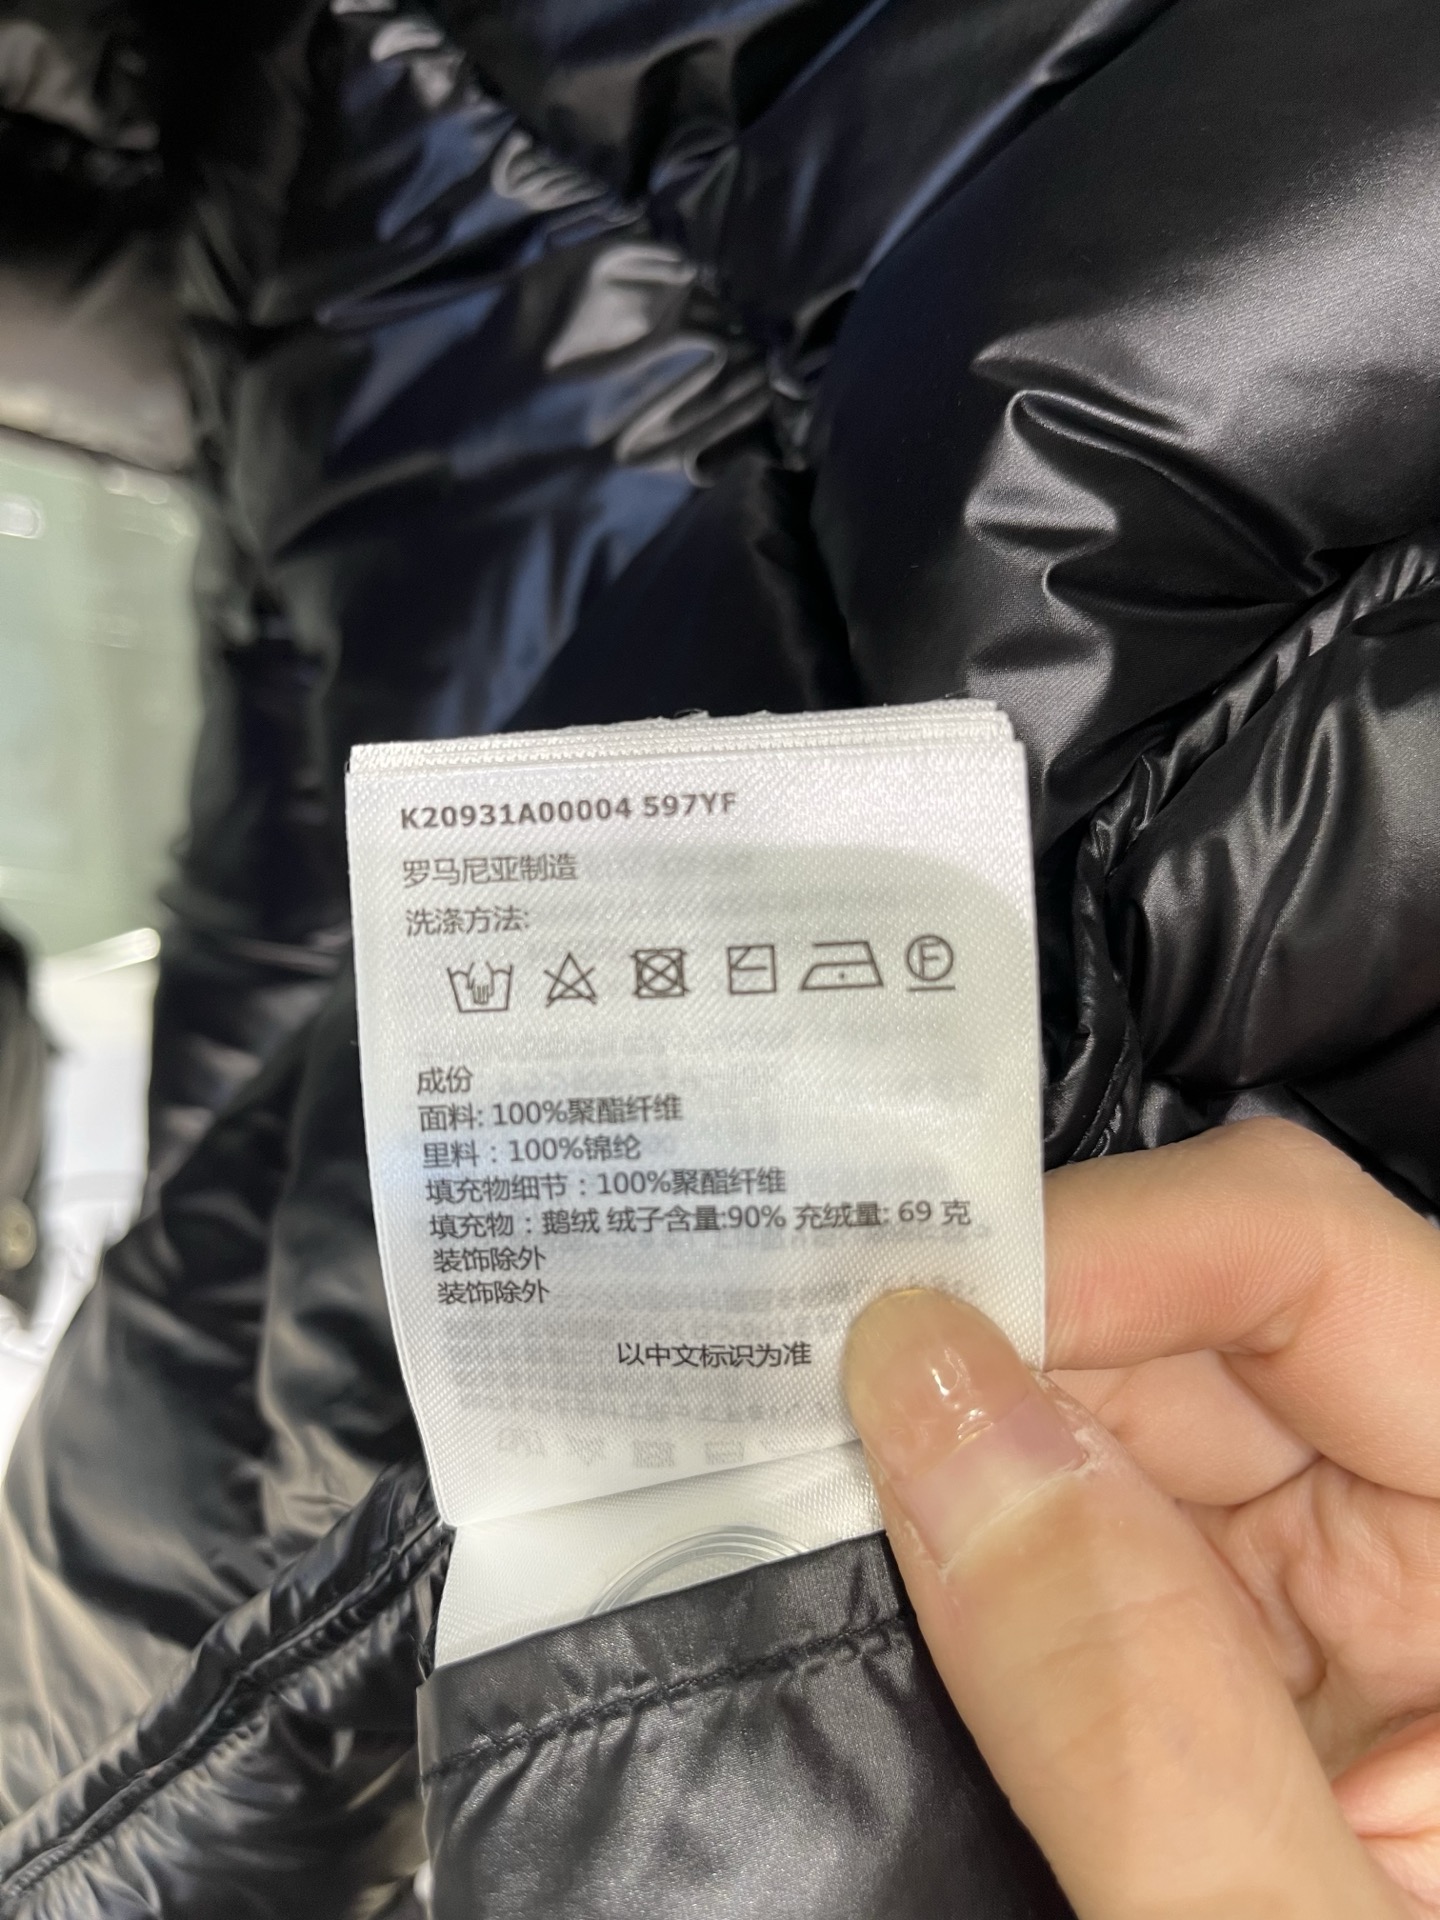 K20931A00004 597YF
罗马尼亚制造
洗涤方法:
F
成份
面料: 100%聚酯纤维
里料：100%锦纶
填充物细节：100%聚酯纤维
填充物：鹅绒 绒子含量:90% 充绒量: 69 克
装饰除外
装饰除外
以中文标识为准